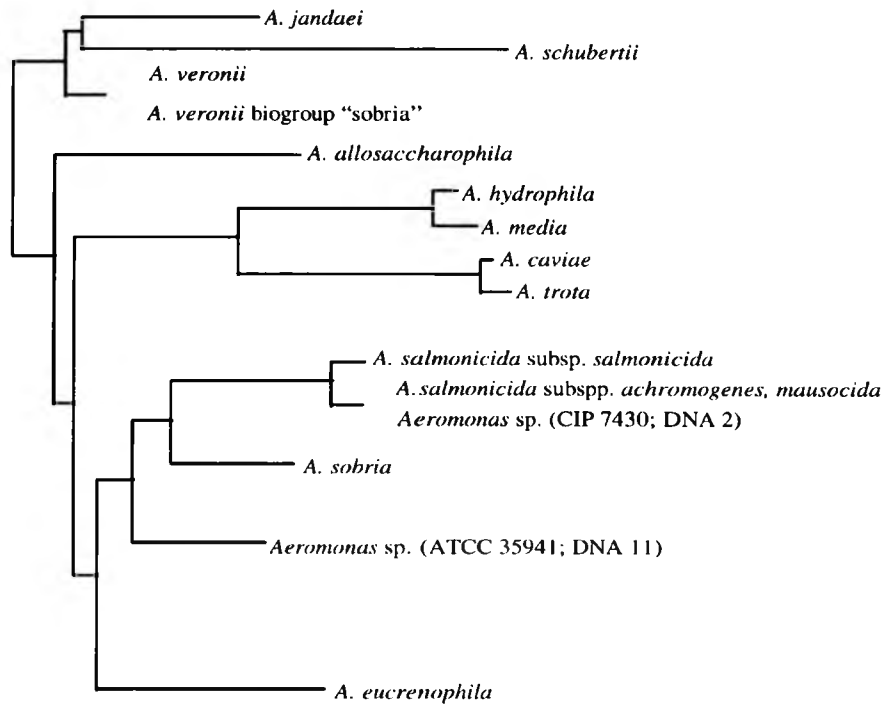 A. jandaei
A. schubertii
A. veronii
A. veronii biogroup “sobria”
A. allosaccharophila
A. hydrophila
A. media
A. caviae
A. trota
A. salmonicida subsp. salmonicida
A.salmonicida subspp. achromogenes, mausocida
Aeromonas sp. (CIP 7430; DNA 2)
A. sobria
Aeromonas sp. (ATCC 35941; DNA 11)
A. eucrenophila